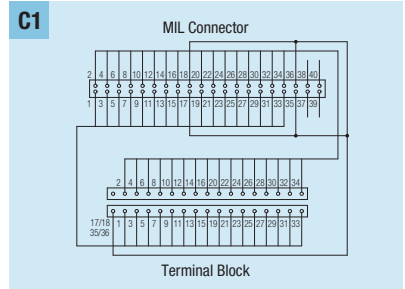 C1
MIL Connector
2 4 6 8 10 12 14 16 18 20 22 24 26 28 30 32 34 36 38 40
1 3 5 7 9 11 13 15 17 19 21 23 25 27 29 31 33 35 37 39
2 4 6 8 10 12 14 16 20 22 24 26 28 30 32 34
17/18
35/36
1 3 5 7 9 11 13 15 19 21 23 25 27 29 31 33
Terminal Block